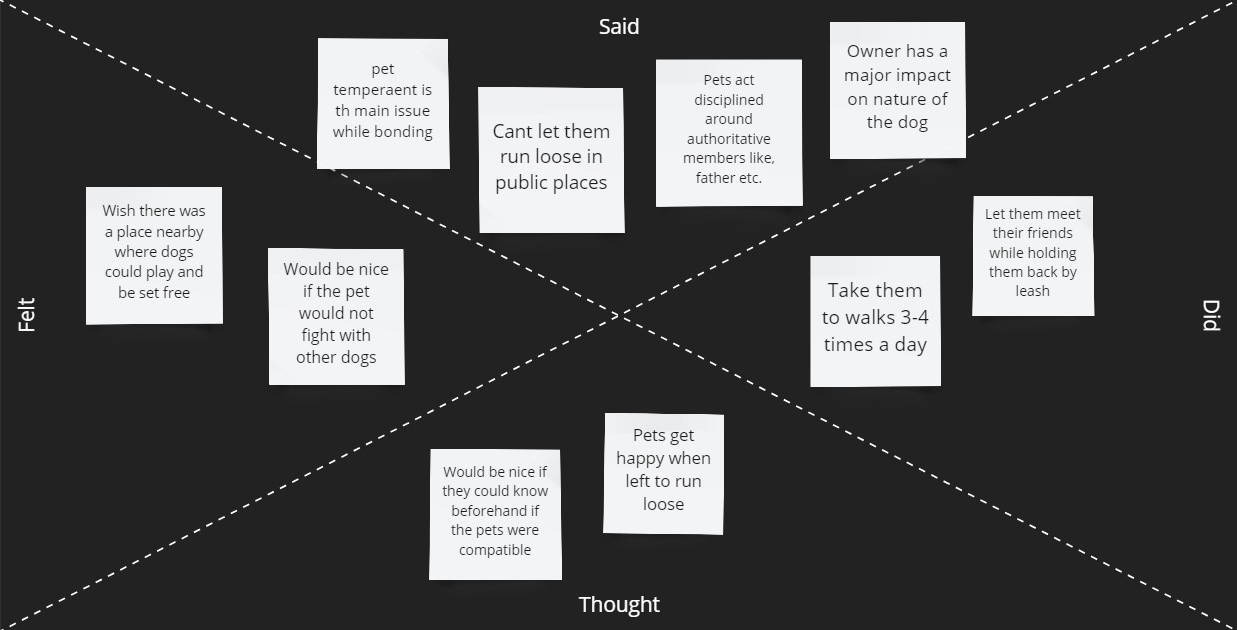 Said
pet
temperaent is
th main issue
while bonding
Cant let them
run loose in
public places
Pets act
disciplined
around
authoritative
members like,
father etc.
Owner has a
major impact
on nature of
the dog
Felt
Wish there was
a place nearby
where dogs
could play and
be set free
Would be nice
if the pet
would not
fight with
other dogs
Take them
to walks 3-4
times a day
Let them meet
their friends
while holding
them back by
leash
Did
Would be nice if
they could know
beforehand if
the pets were
compatible
Pets get
happy when
left to run
loose
Thought